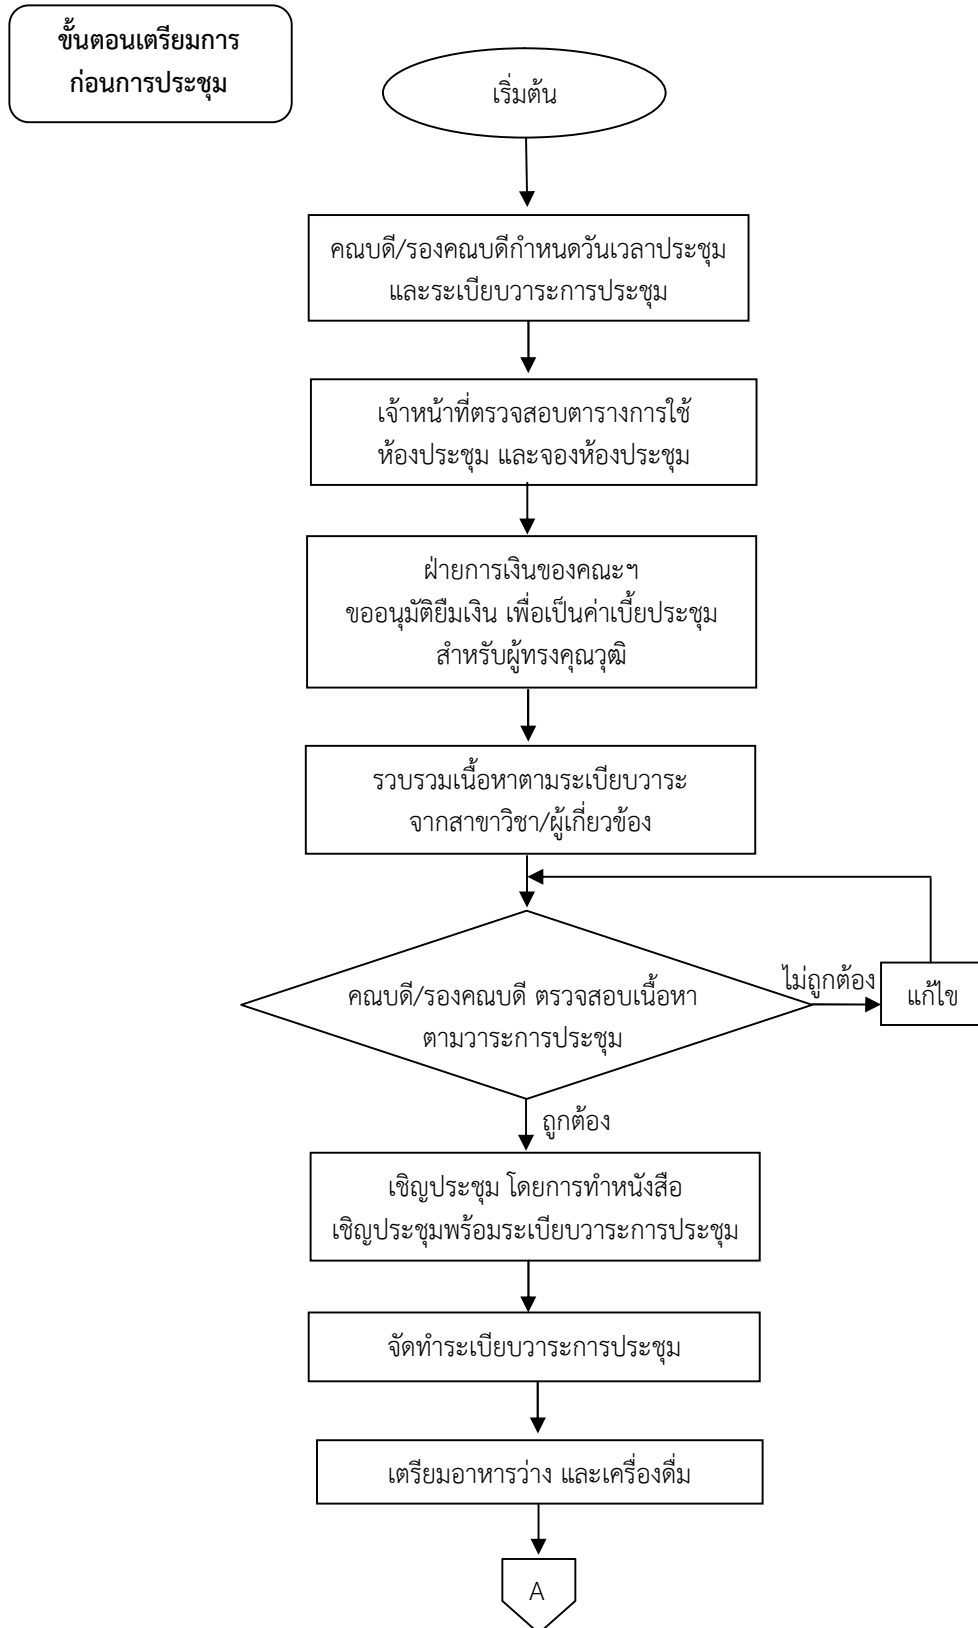 ขั้นตอนเตรียมการ
ก่อนการประชุม
เริ่มต้น
คณบดี/รองคณบดีกำหนดวันเวลาประชุม
และระเบียบวาระการประชุม
เจ้าหน้าที่ตรวจสอบตารางการใช้
ห้องประชุม และจองห้องประชุม
ฝ่ายการเงินของคณะฯ
ขออนุมัติยืมเงิน เพื่อเป็นค่าเบี้ยประชุม
สำหรับผู้ทรงคุณวุฒิ
รวบรวมเนื้อหาตามระเบียบวาระ
จากสาขาวิชา/ผู้เกี่ยวข้อง
คณบดี/รองคณบดี ตรวจสอบเนื้อหา
ตามวาระการประชุม
ไม่ถูกต้อง
แก้ไข
ถูกต้อง
เชิญประชุม โดยการทำหนังสือ
เชิญประชุมพร้อมระเบียบวาระการประชุม
จัดทำระเบียบวาระการประชุม
เตรียมอาหารว่าง และเครื่องดื่ม
A